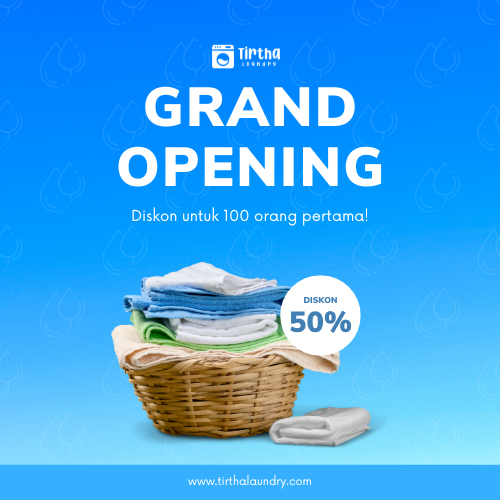 Tirtha
LAUNDRY
GRAND
OPENING
Diskon untuk 100 orang pertama!
DISKON
50%
www.tirthalaundry.com